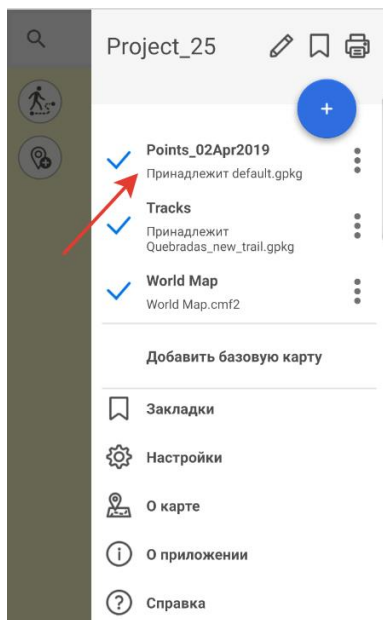 Project_25
+
Points_02Apr2019
Принадлежит default.gpkg
Tracks
Принадлежит
Quebradas_new_trail.gpkg
World Map
World Map.cmf2
Добавить базовую карту
Закладки
Настройки
О карте
О приложении
Справка